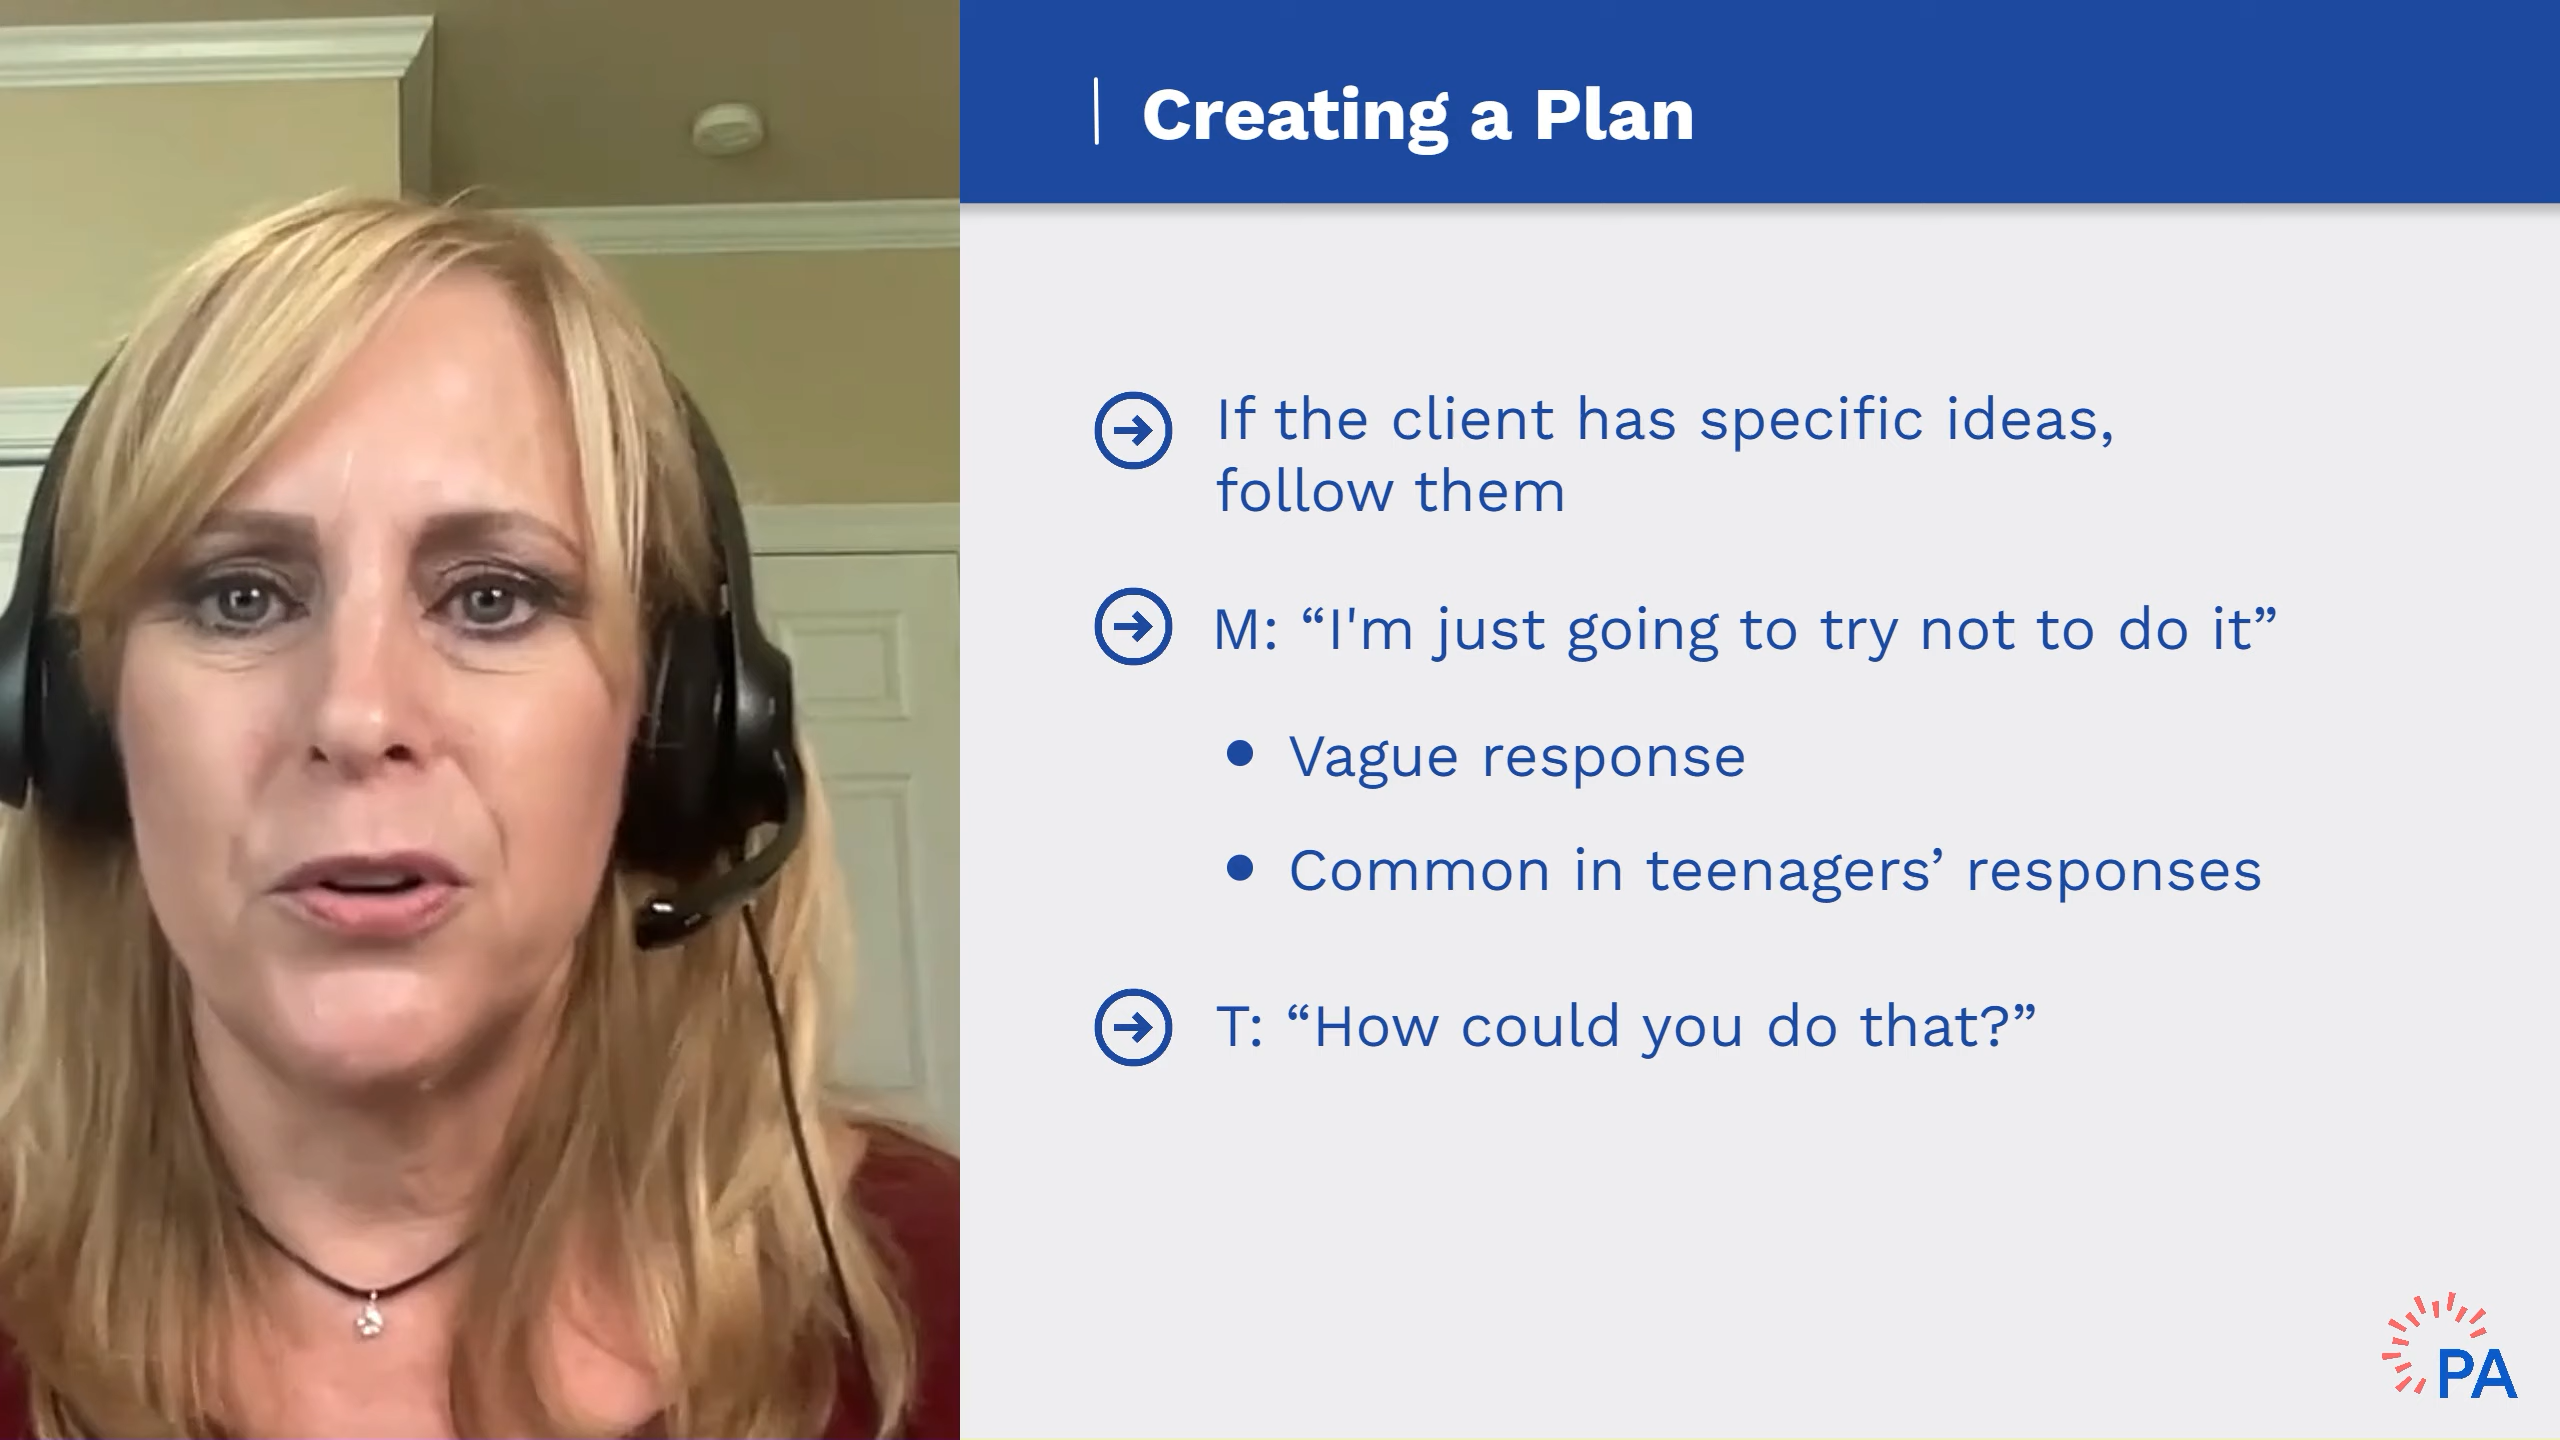 Creating a Plan
If the client has specific ideas,
follow them
M: “I'm just going to try not to do it”
Vague response
Common in teenagers’ responses
T: “How could you do that?”
PA